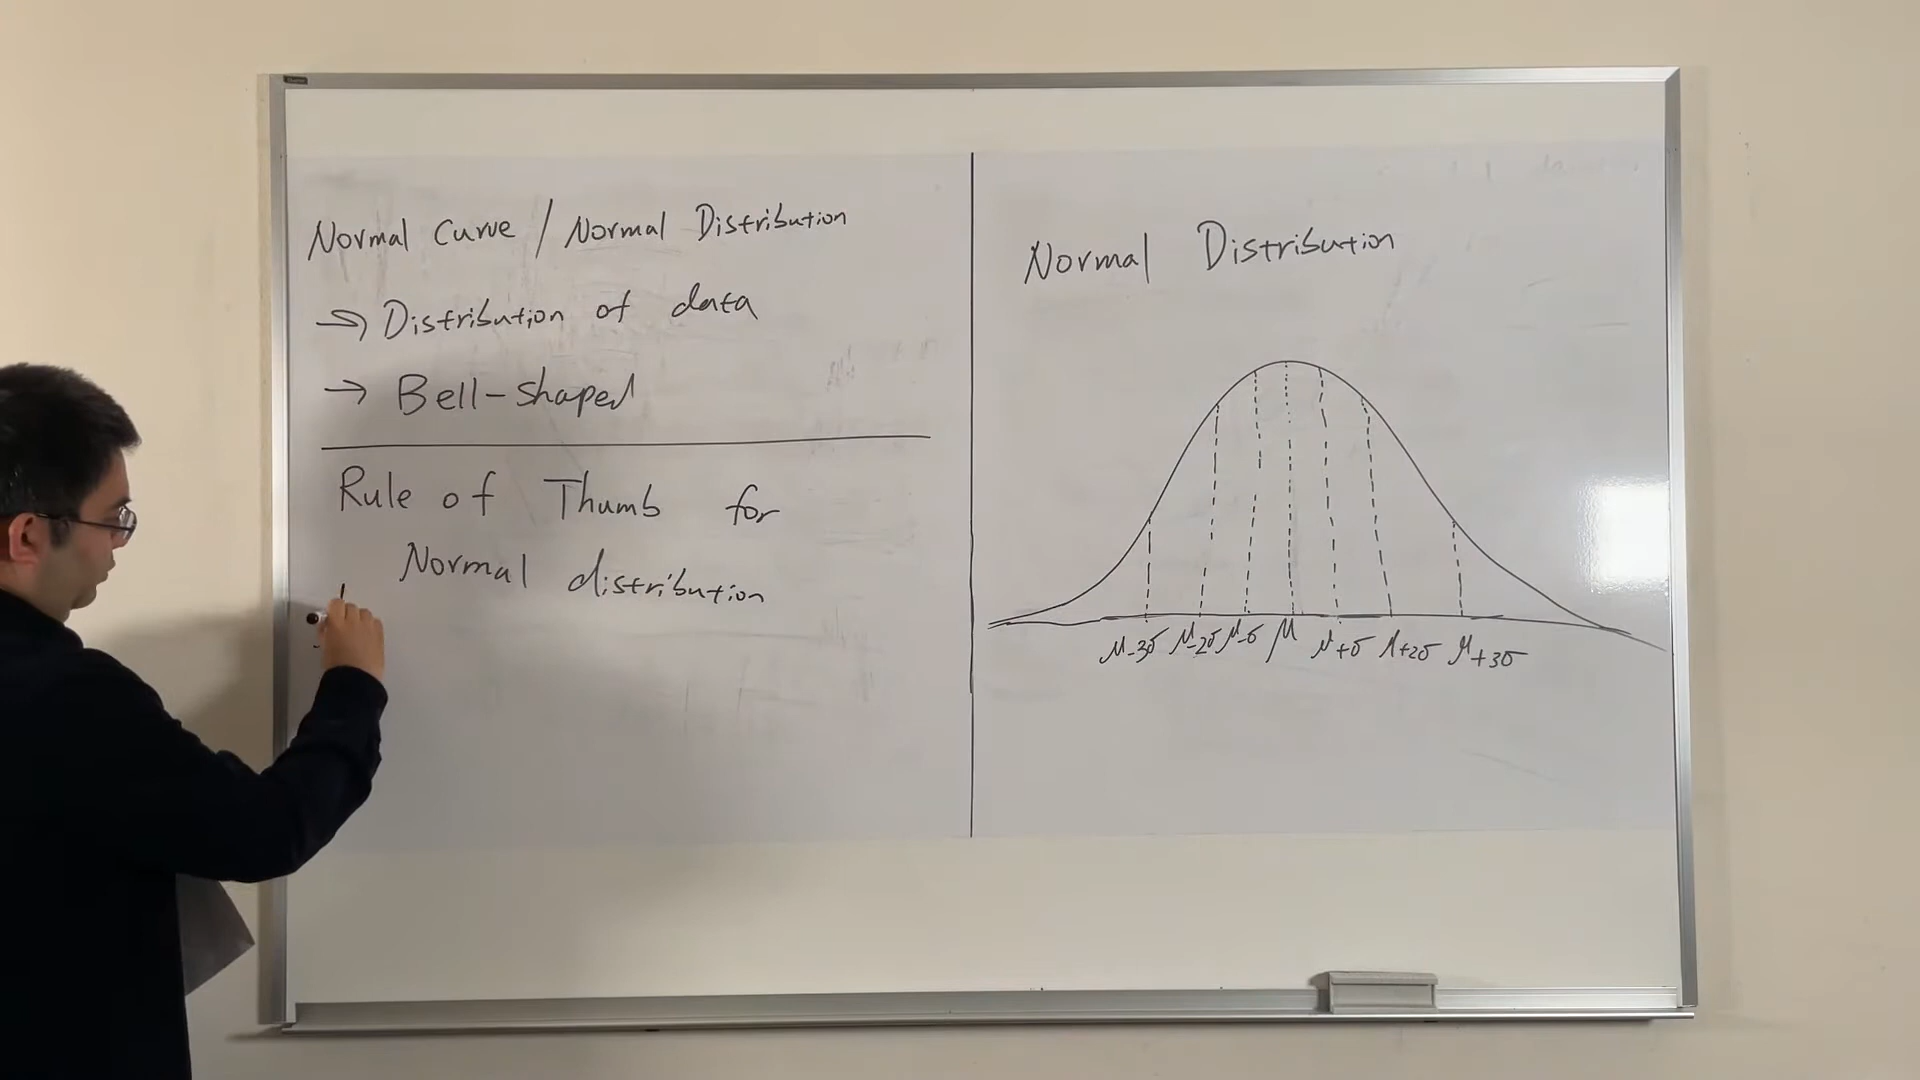 Normal Curve / Normal Distribution
→ Distribution of data
→ Bell-shaped
Rule of Thumb for
Normal distribution
Normal Distribution
μ-3σ μ-2σ μ-σ μ μ+σ μ+2σ μ+3σ